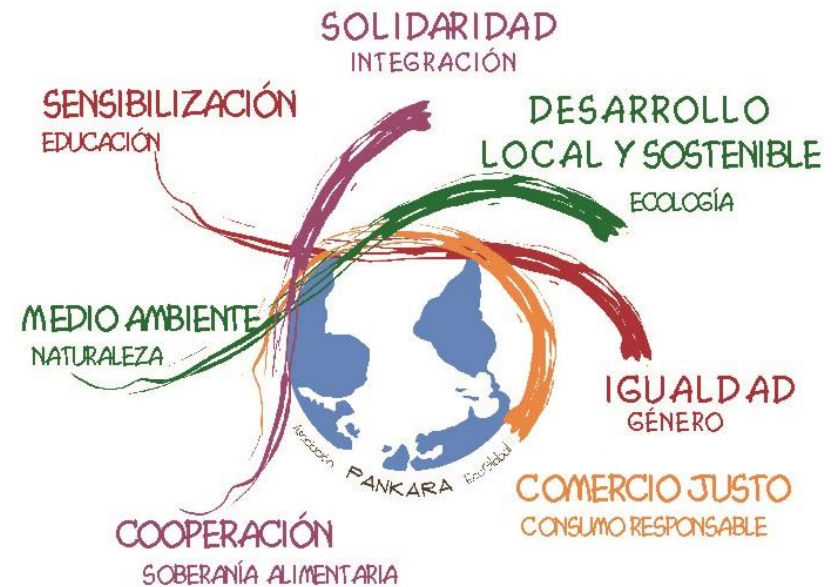 SOLIDARIDAD
INTEGRACIÓN
SENSIBILIZACIÓN
EDUCACIÓN
DESARROLLO
LOCAL Y SOSTENIBLE
ECOLOGÍA
MEDIO AMBIENTE
NATURALEZA
IGUALDAD
GÉNERO
Asociación PANKARA EcoGlobal
COMERCIO JUSTO
CONSUMO RESPONSABLE
COOPERACIÓN
SOBERANÍA ALIMENTARIA